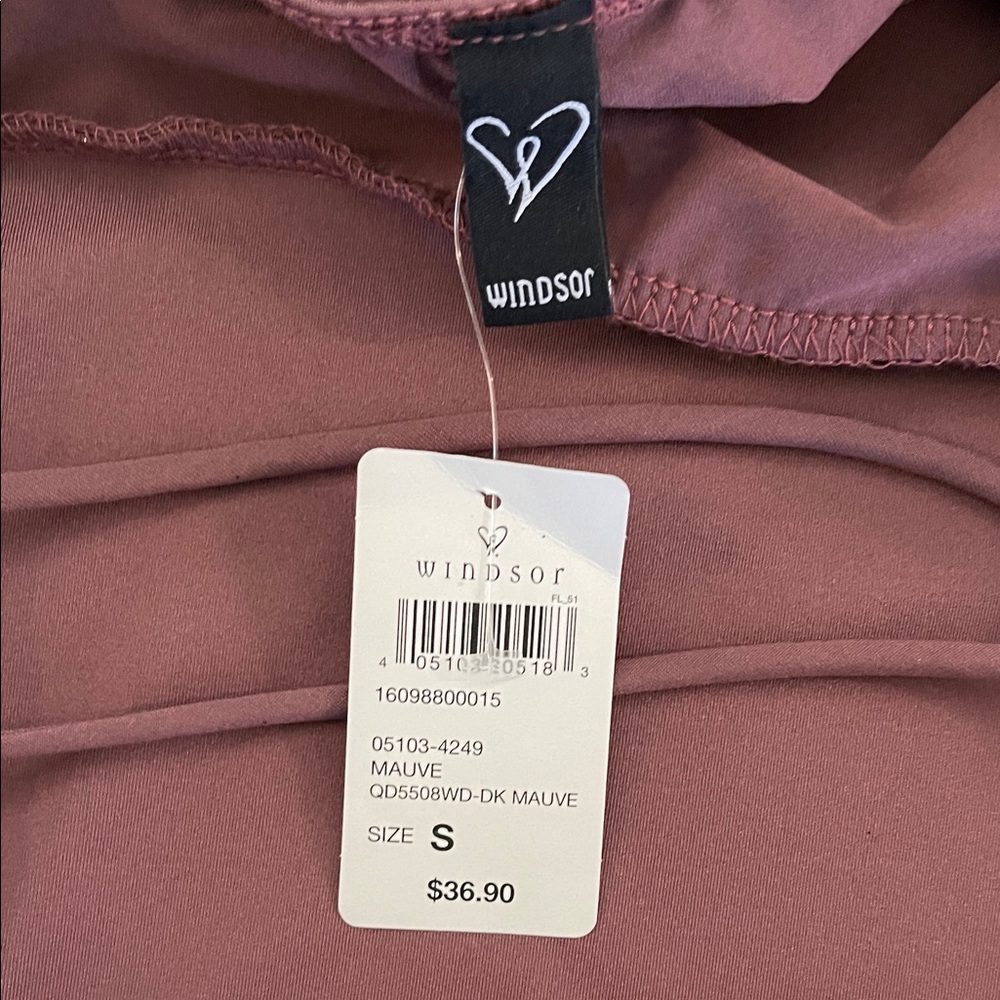 WINDSOR
WINDSOR
FL_51
4 05103 30518 3
16098800015
05103-4249
MAUVE
QD5508WD-DK MAUVE
SIZE S
$36.90